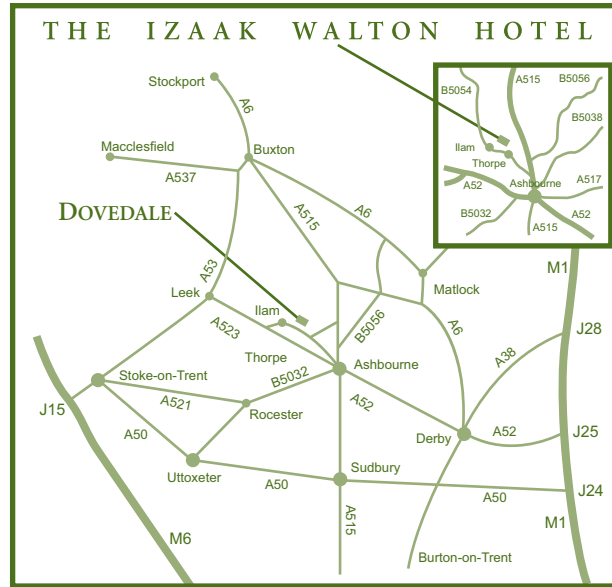 THE IZAAK WALTON HOTEL
Stockport
A6
Macclesfield
Buxton
A537
A515
A6
DOVEDALE
A53
Leek
Ilam
A523
Thorpe
B5056
Matlock
A6
M1
J28
A38
Ashbourne
Stoke-on-Trent
B5032
J15
A521
Rocester
A52
A50
Derby
A52
J25
Uttoxeter
Sudbury
A50
A50
J24
A515
M6
M1
Burton-on-Trent
A515
B5056
B5054
B5038
Ilam
Thorpe
Ashbourne
A517
A52
B5032
A515
A52